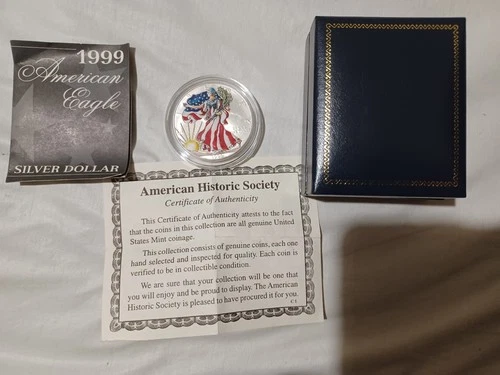 1999
American
Eagle
SILVER DOLLAR
American Historic Society
Certificate of Authenticity
This Certificate of Authenticity attests to the fact
that the coins in this collection are all genuine United
States Mint coinage.
This collection consists of genuine coins, each one
hand selected and inspected for quality. Each coin is
verified to be in collectible condition.
We are sure that your collection will be one that
you will enjoy and be proud to display. The American
Historic Society is pleased to have procured it for you.